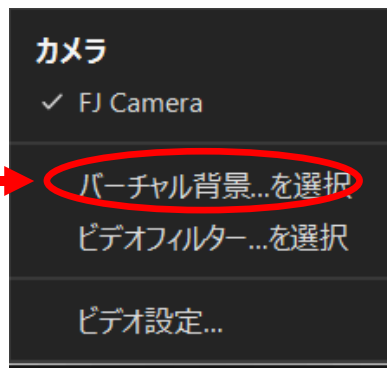 カメラ
✓ FJ Camera
バーチャル背景...を選択
ビデオフィルター...を選択
ビデオ設定...